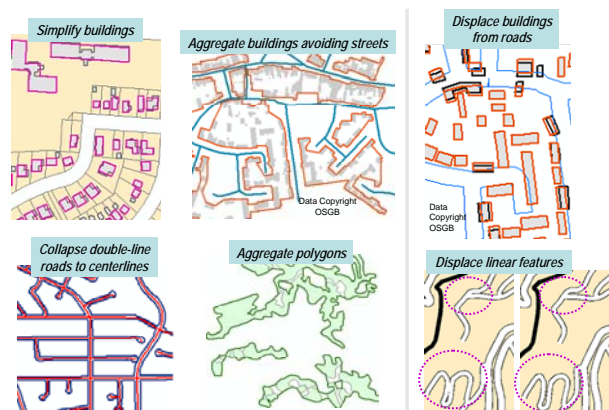 Simplify buildings
Aggregate buildings avoiding streets
Displace buildings
from roads
Data Copyright
OSGB
Data
Copyright
OSGB
Collapse double-line
roads to centerlines
Aggregate polygons
Displace linear features